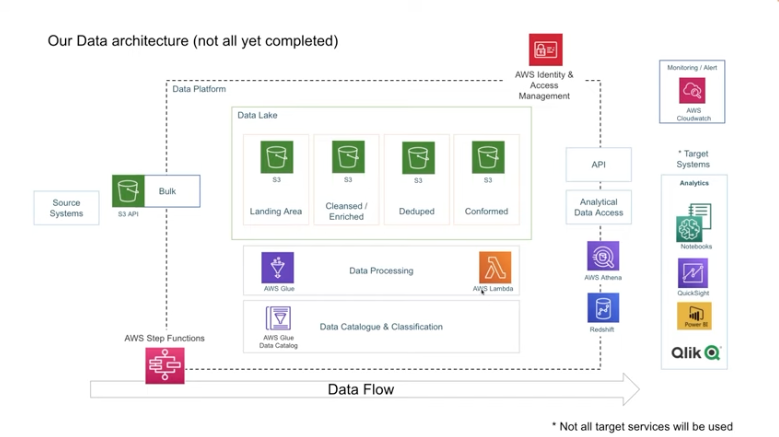 Our Data architecture (not all yet completed)
AWS Identity &
Access
Management
Monitoring / Alert
AWS
Cloudwatch
Data Platform
Data Lake
S3
S3
S3
S3
Landing Area
Cleansed /
Enriched
Deduped
Conformed
Source
Systems
S3 API
Bulk
API
Analytical
Data Access
AWS Athena
Redshift
* Target
Systems
Analytics
Notebooks
QuickSight
Power BI
Qlik Q
AWS Glue
Data Processing
AWS Lambda
AWS Glue
Data Catalog
Data Catalogue & Classification
AWS Step Functions
Data Flow
* Not all target services will be used